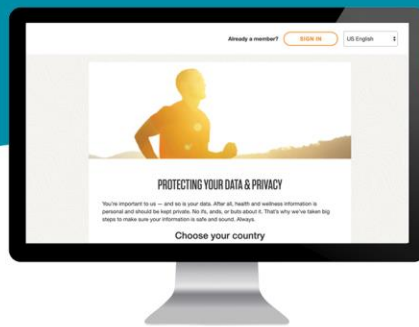 Already a member? SIGN IN US English
PROTECTING YOUR DATA & PRIVACY
You're important to us — and so is your data. After all, health and wellness information is
personal and should be kept private. No ifs, ands, or buts about it. That's why we've taken big
steps to make sure your information is safe and sound. Always.
Choose your country